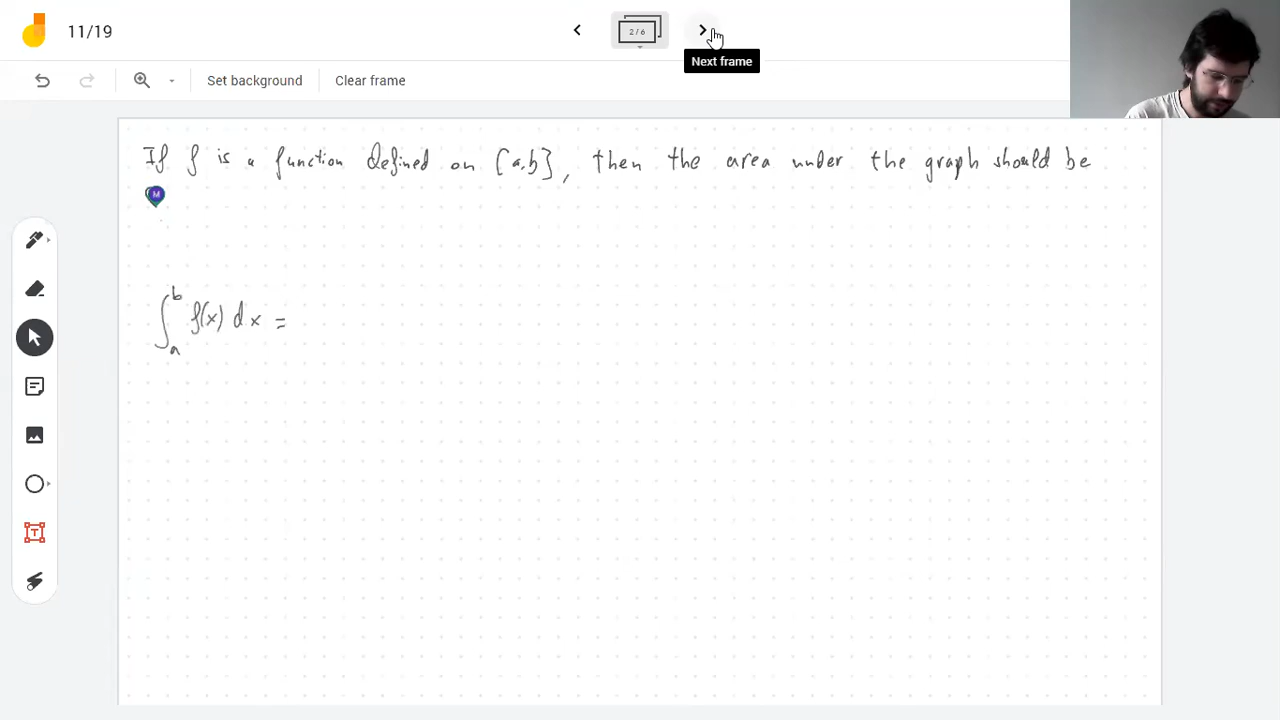 11/19
2/6
Next frame
Set background
Clear frame
If f is a function defined on [a,b], then the area under the graph should be
M
∫_a^b f(x) dx =
T